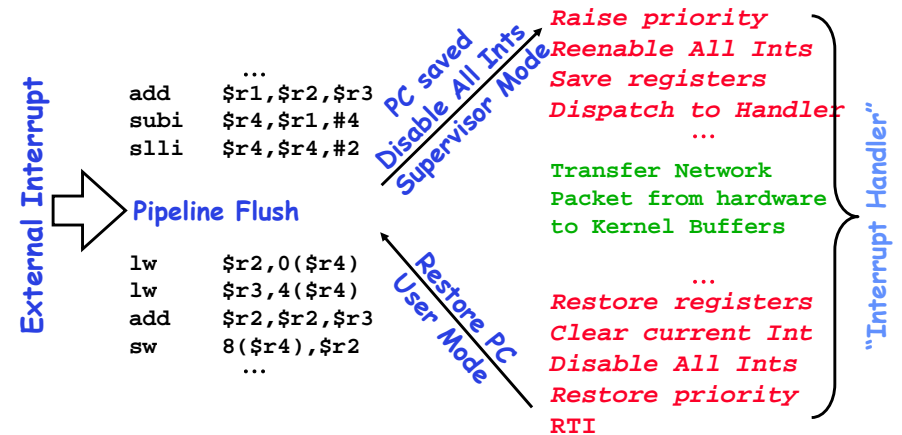 External Interrupt
…
add $r1,$r2,$r3
subi $r4,$r1,#4
slli $r4,$r4,#2
Pipeline Flush
lw $r2,0($r4)
lw $r3,4($r4)
add $r2,$r2,$r3
sw 8($r4),$r2
…
PC saved
Disable All Ints
Supervisor Mode
Raise priority
Reenable All Ints
Save registers
Dispatch to Handler
…
Transfer Network
Packet from hardware
to Kernel Buffers
…
Restore registers
Clear current Int
Disable All Ints
Restore priority
RTI
Restore PC
User Mode
"Interrupt Handler"